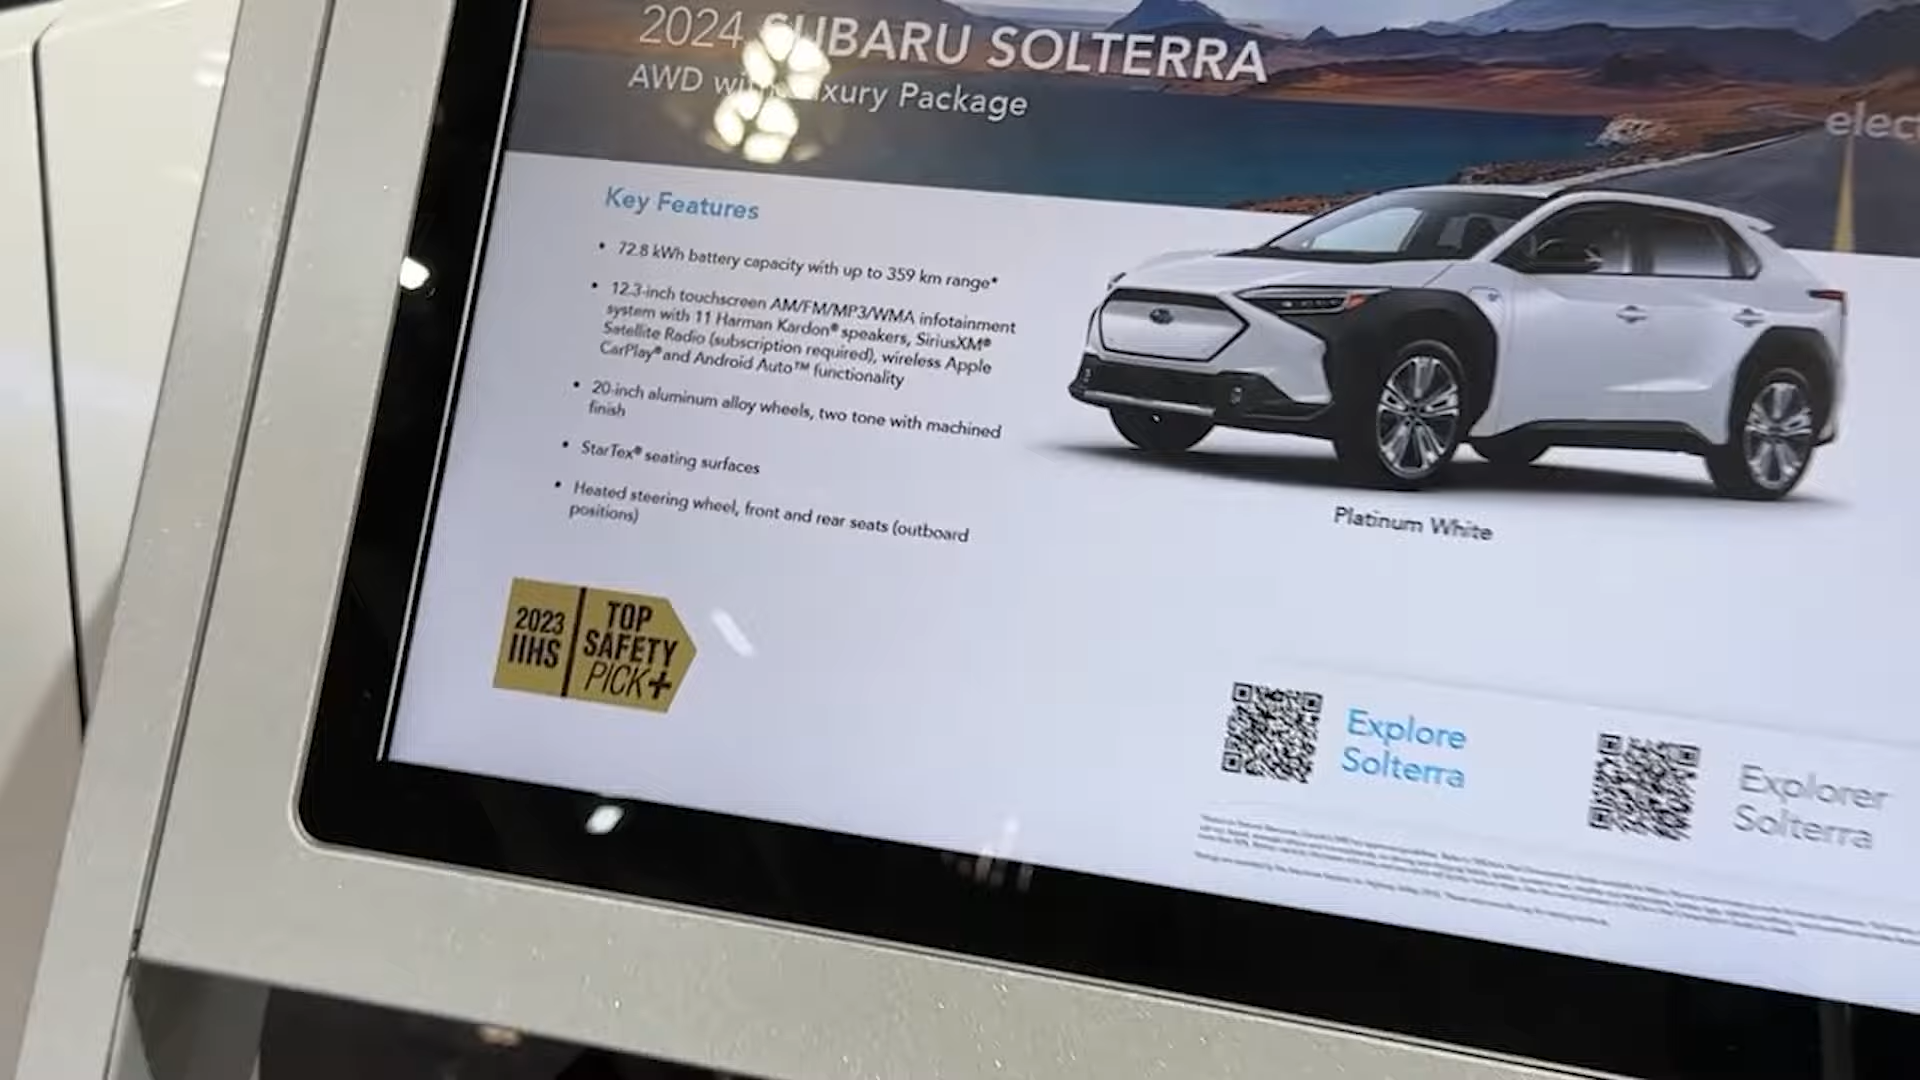 2024 SUBARU SOLTERRA
AWD with Luxury Package
elect
Key Features
• 72.8 kWh battery capacity with up to 359 km range*
• 12.3-inch touchscreen AM/FM/MP3/WMA infotainment
system with 11 Harman Kardon® speakers, SiriusXM®
Satellite Radio (subscription required), wireless Apple
CarPlay® and Android Auto™ functionality
• 20-inch aluminum alloy wheels, two tone with machined
finish
• StarTex® seating surfaces
• Heated steering wheel, front and rear seats (outboard
positions)
Platinum White
2023
IIHS
TOP
SAFETY
PICK+
Explore
Solterra
Explorer
Solterra